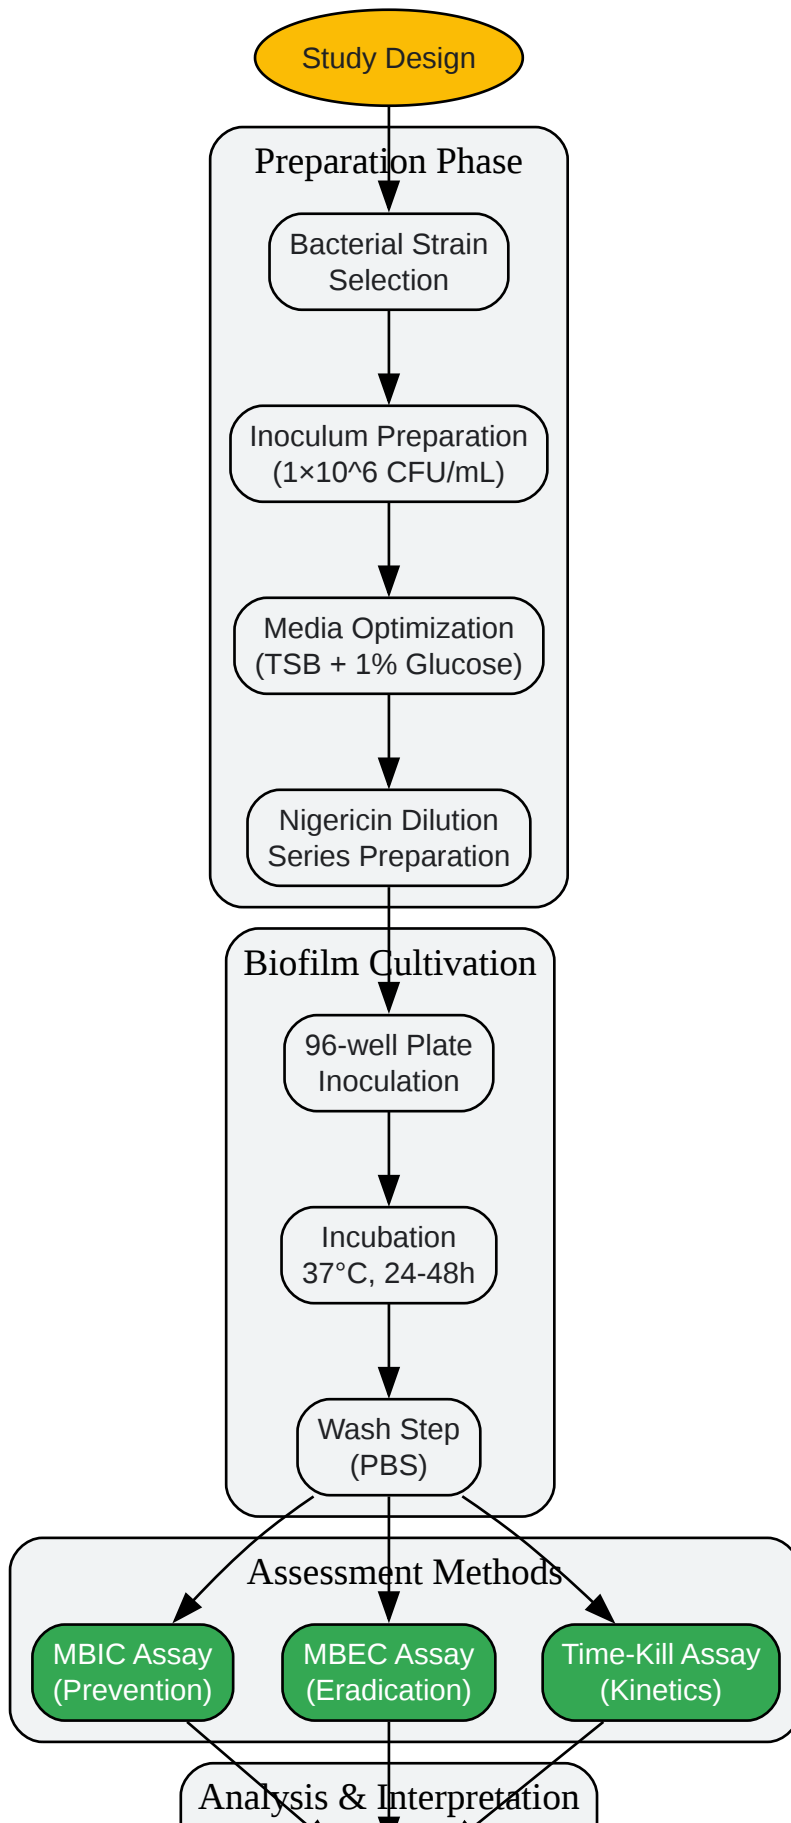 Study Design
Preparation Phase
Bacterial Strain
Selection
Inoculum Preparation
(1×10^6 CFU/mL)
Media Optimization
(TSB + 1% Glucose)
Nigericin Dilution
Series Preparation
Biofilm Cultivation
96-well Plate
Inoculation
Incubation
37°C, 24-48h
Wash Step
(PBS)
Assessment Methods
MBIC Assay
(Prevention)
MBEC Assay
(Eradication)
Time-Kill Assay
(Kinetics)
Analysis & Interpretation